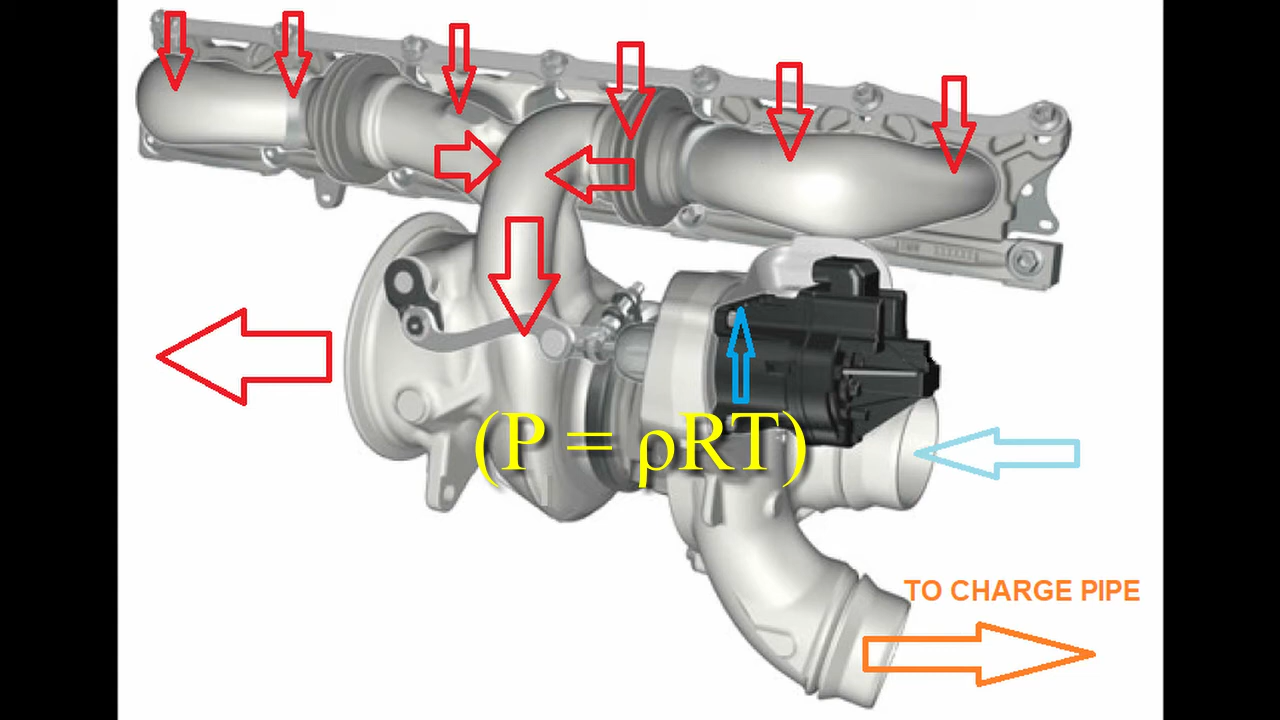 (P = ρRT)
TO CHARGE PIPE